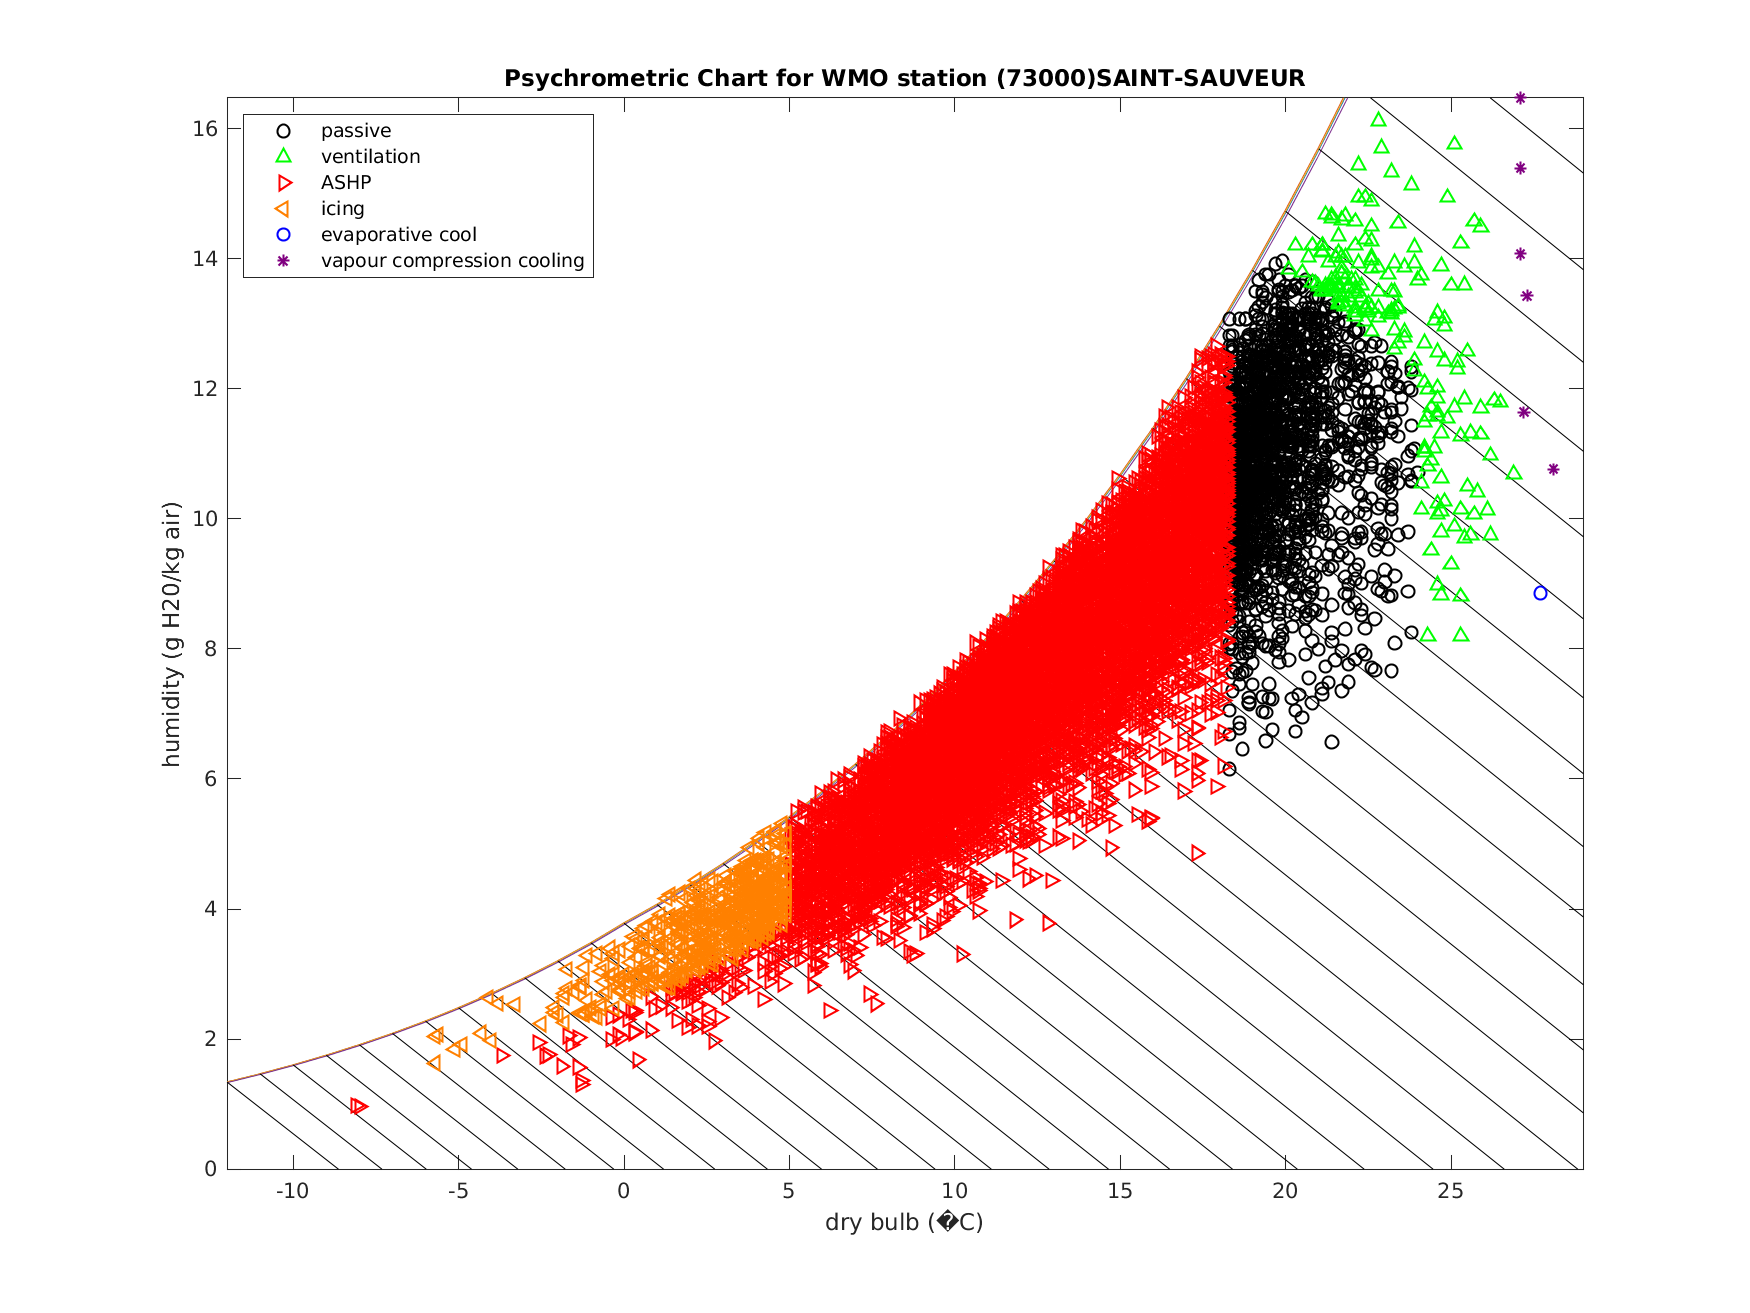 Psychrometric Chart for WMO station (73000)SAINT-SAUVEUR
passive
ventilation
ASHP
icing
evaporative cool
vapour compression cooling
16
14
12
10
8
6
4
2
0
humidity (g H20/kg air)
-10 -5 0 5 10 15 20 25
dry bulb (�C)